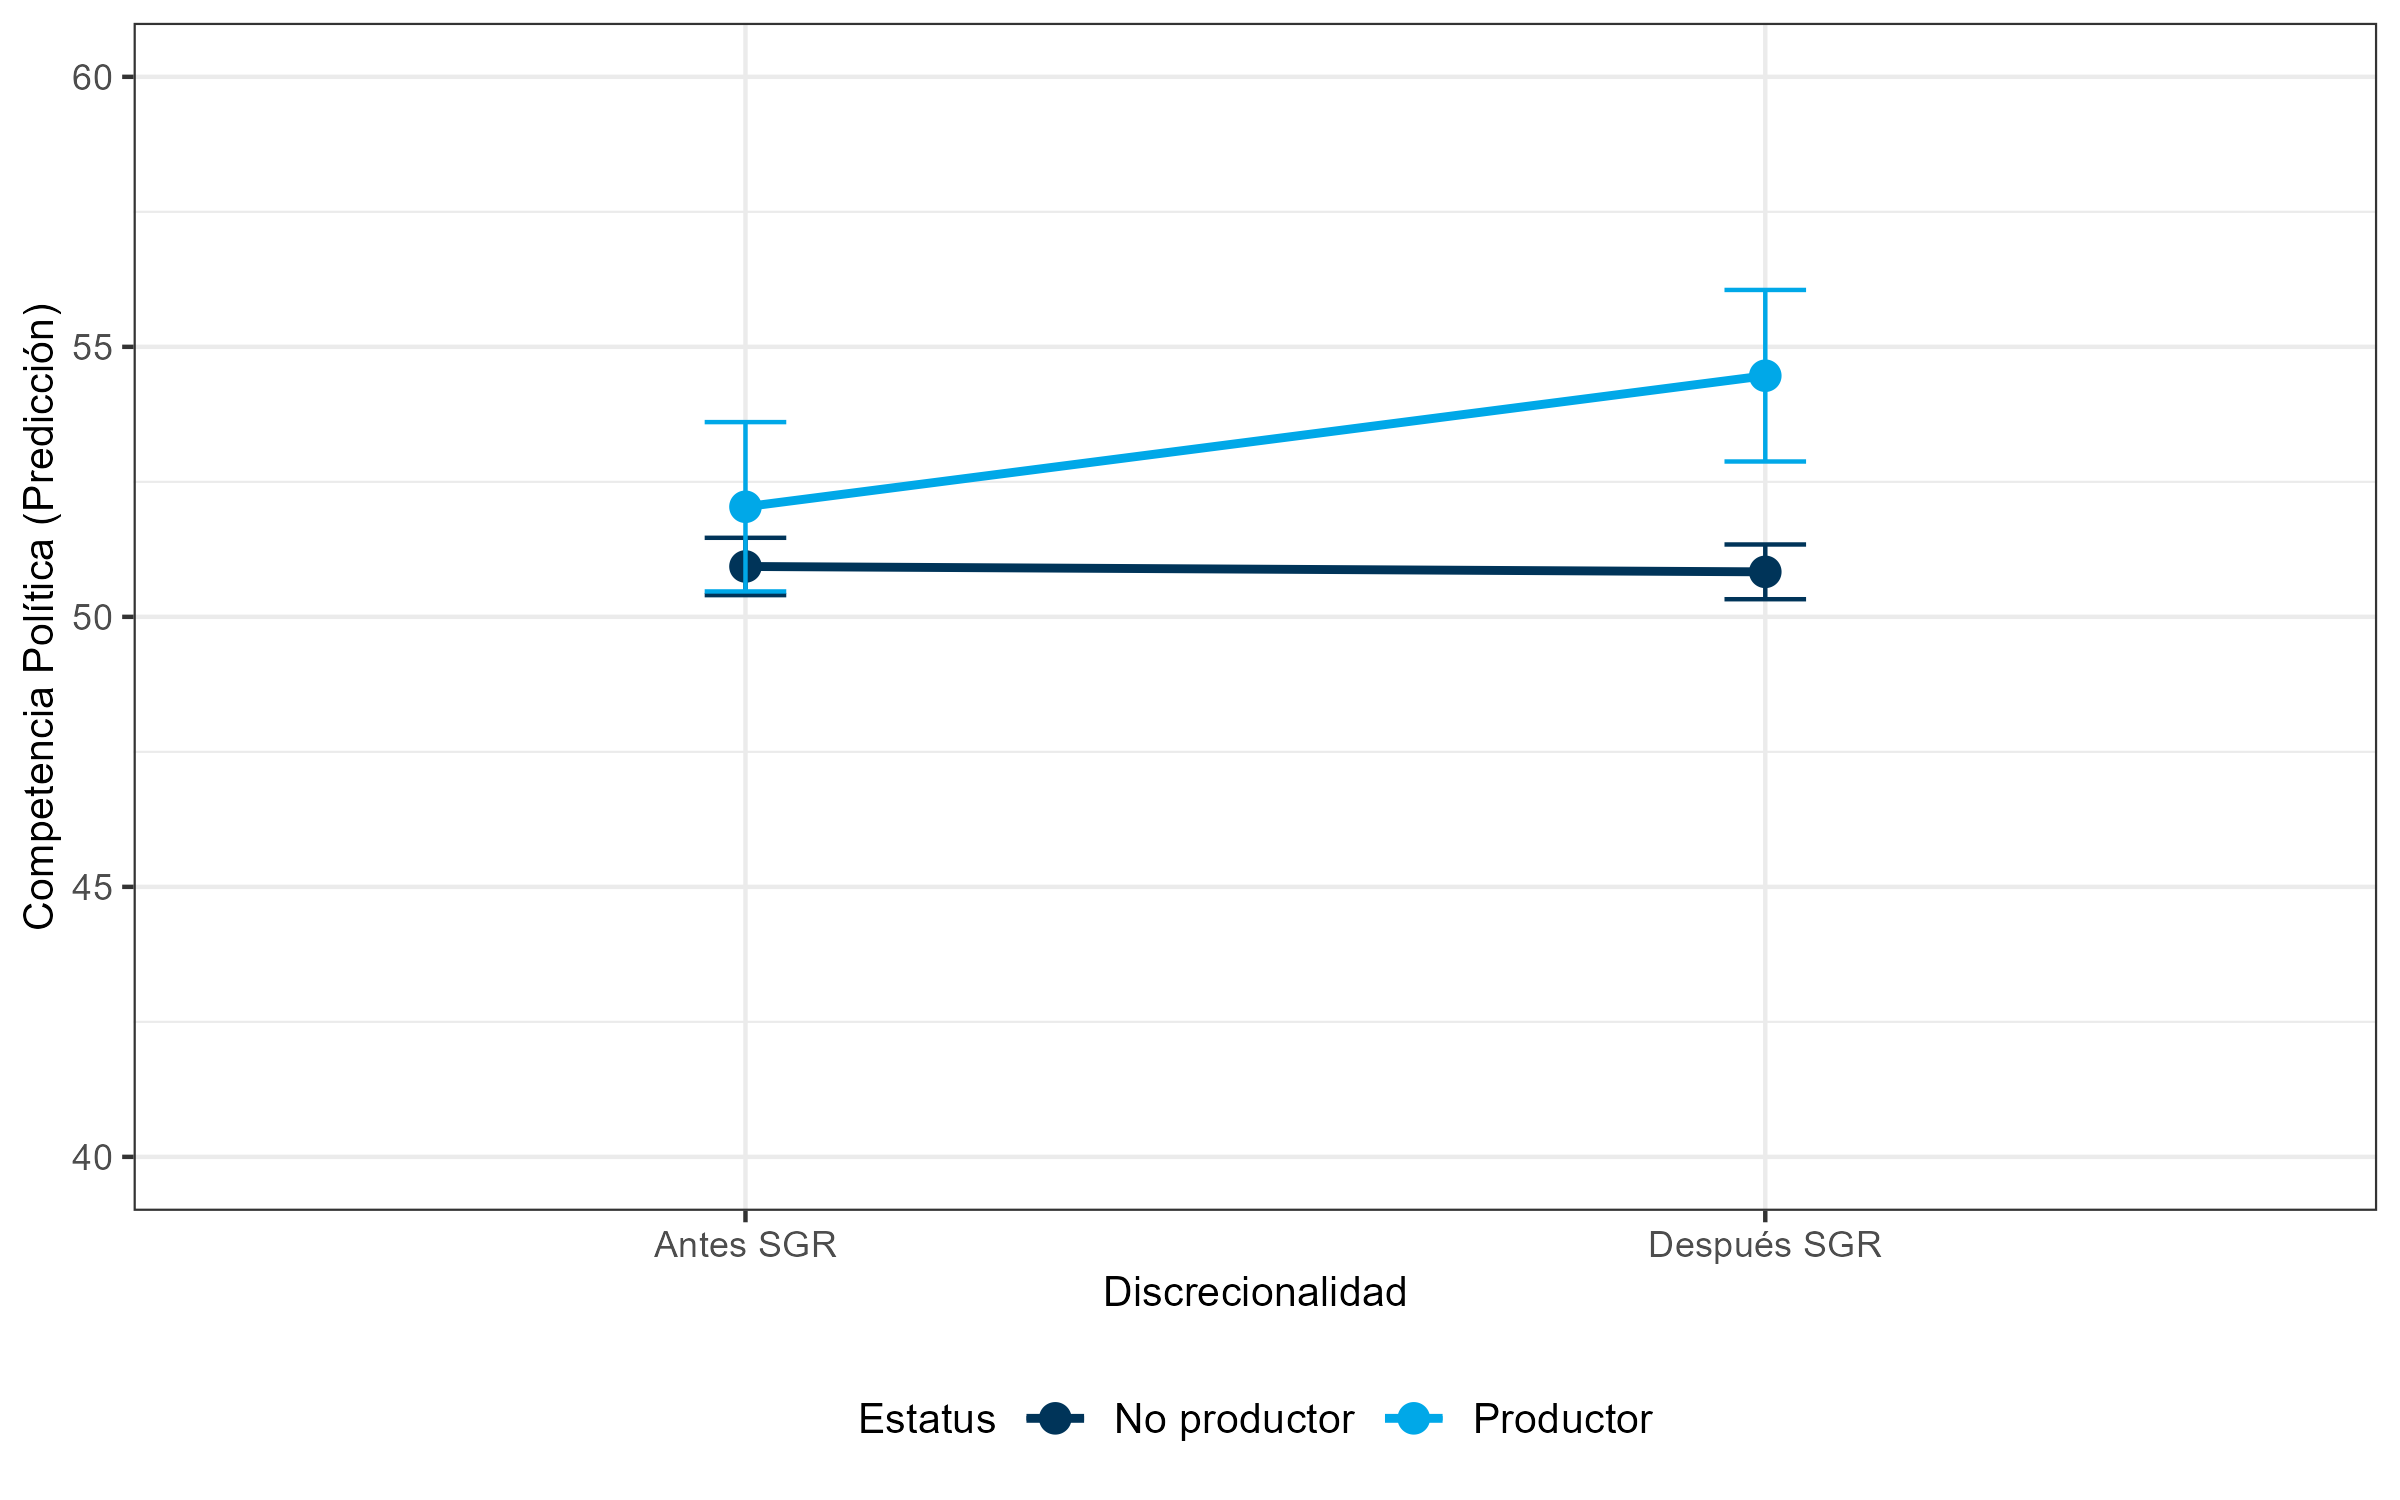 Competencia Política (Predicción)
60
55
50
45
40
Antes SGR
Después SGR
Discrecionalidad
Estatus No productor Productor